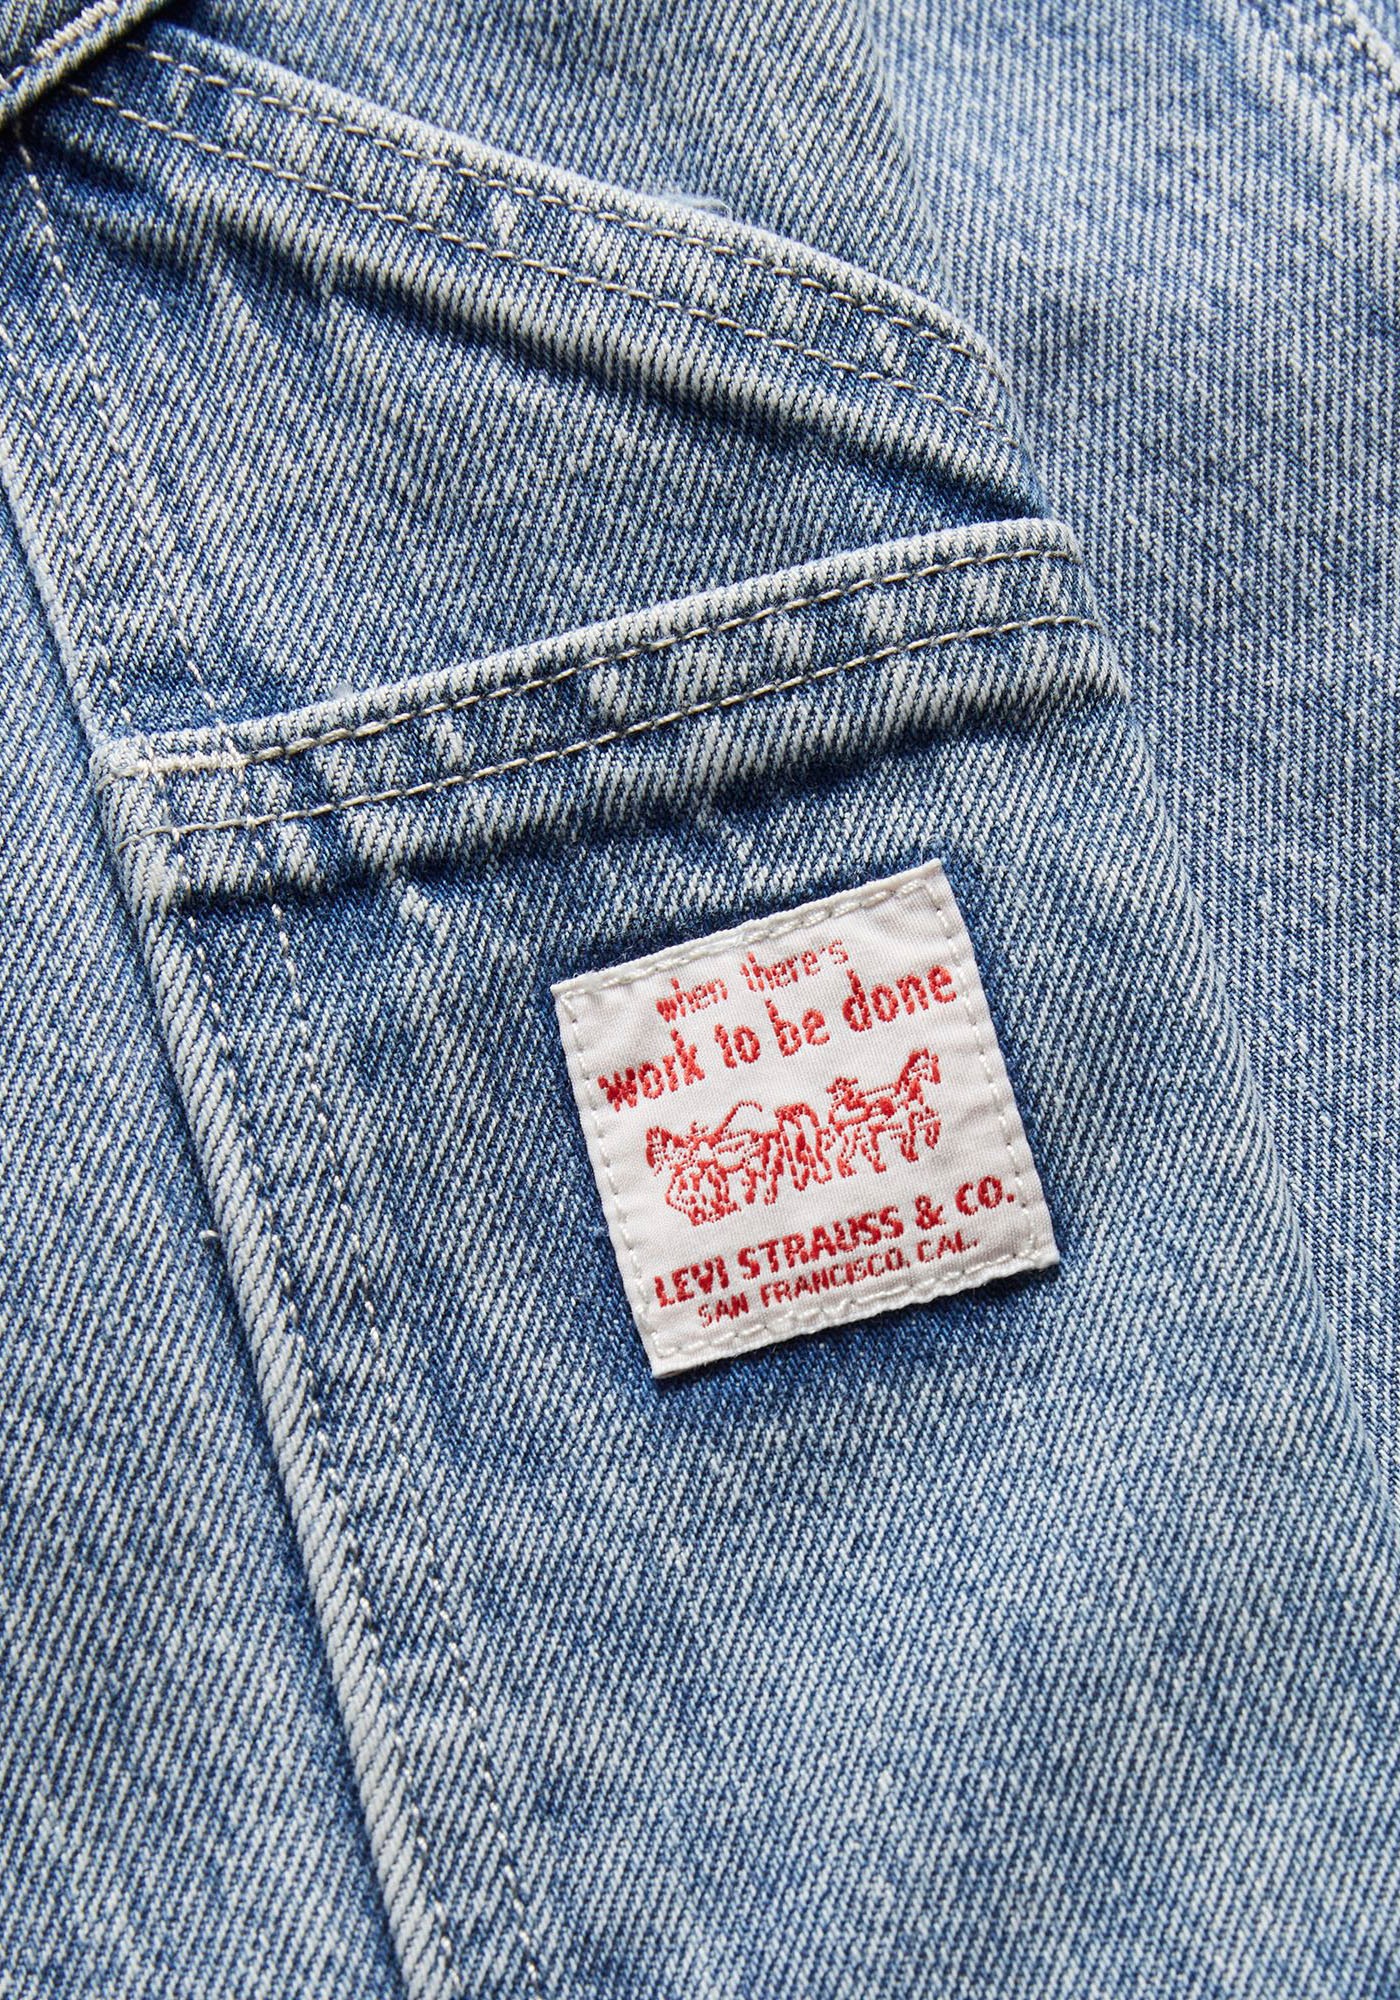 when there's
work to be done
LEVI STRAUSS & CO.
SAN FRANCISCO, CAL.